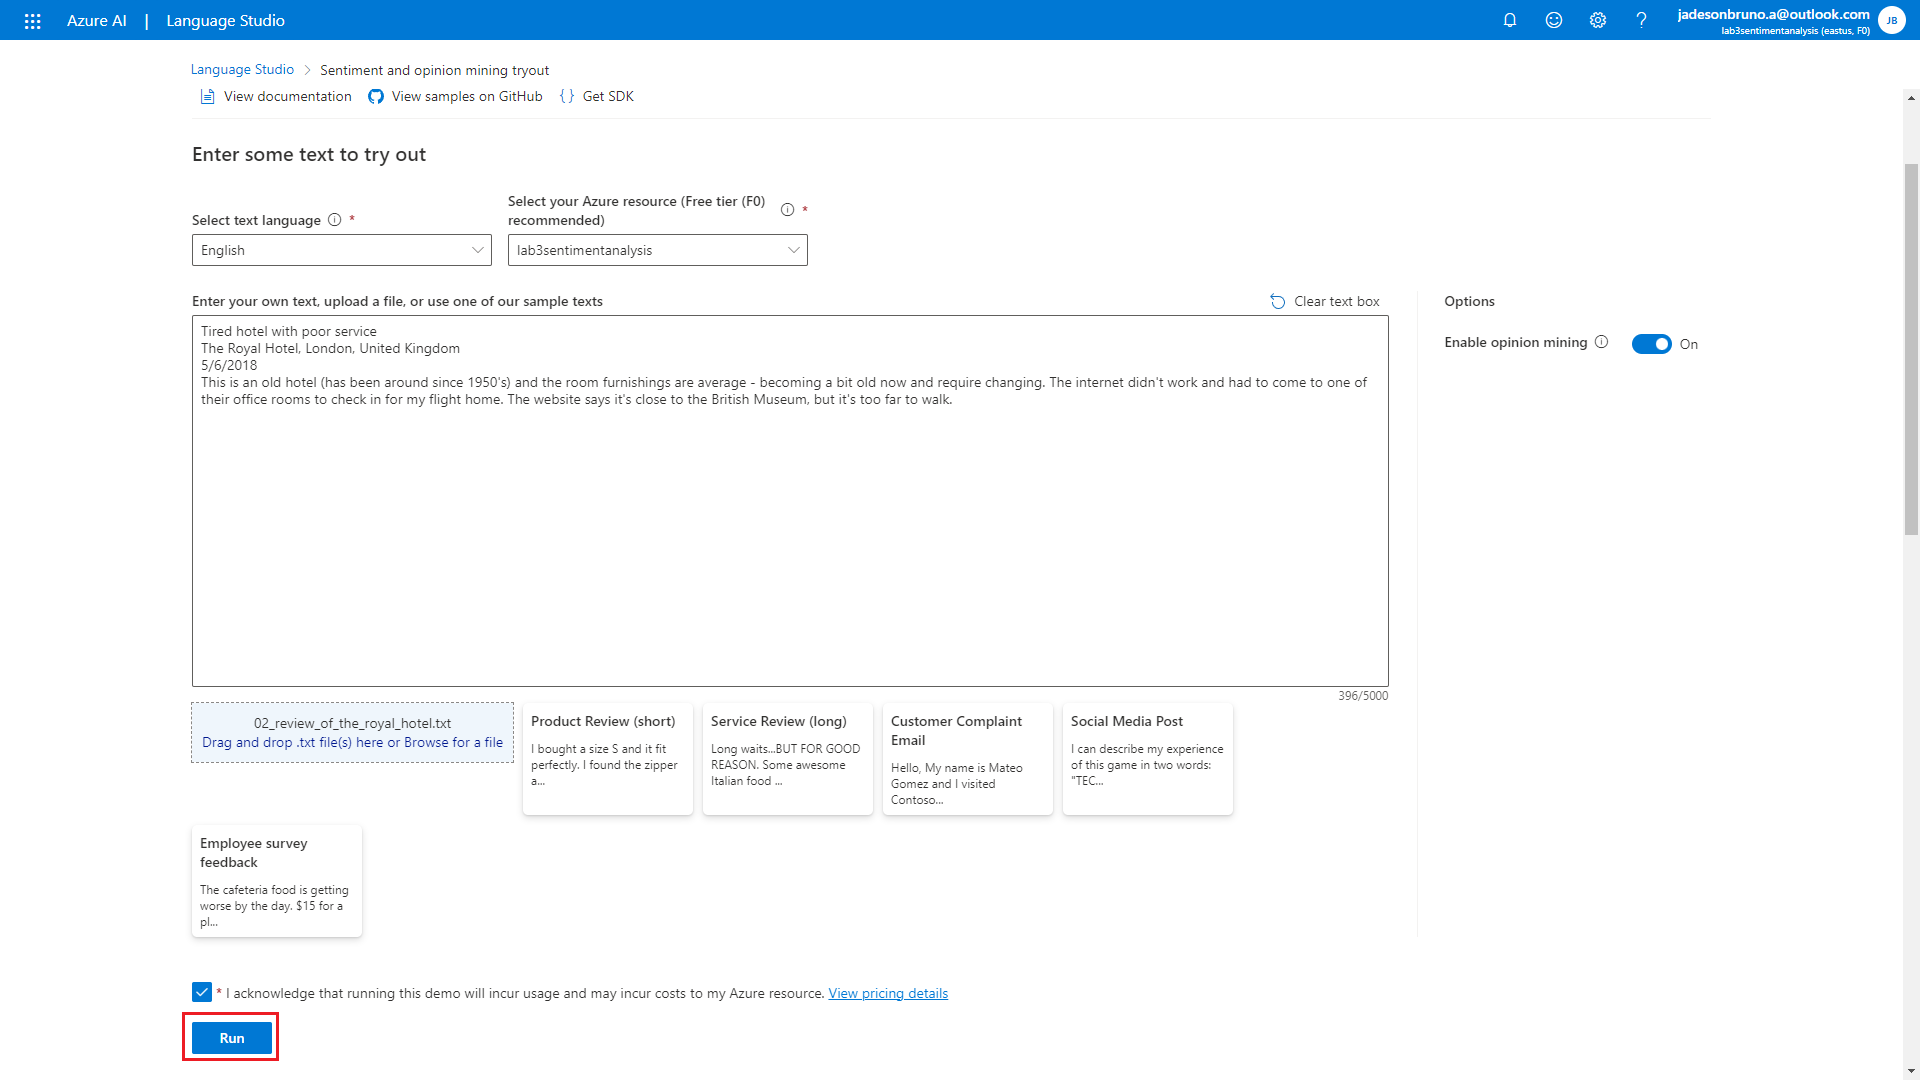 Azure AI | Language Studio
jadesonbruno.a@outlook.com
lab3sentimentanalysis (eastus, F0)
JB
Language Studio > Sentiment and opinion mining tryout
View documentation View samples on GitHub {} Get SDK
Enter some text to try out
Select text language *
English
Select your Azure resource (Free tier (F0)
recommended) *
lab3sentimentanalysis
Enter your own text, upload a file, or use one of our sample texts
Clear text box
Tired hotel with poor service
The Royal Hotel, London, United Kingdom
5/6/2018
This is an old hotel (has been around since 1950's) and the room furnishings are average - becoming a bit old now and require changing. The internet didn't work and had to come to one of
their office rooms to check in for my flight home. The website says it's close to the British Museum, but it's too far to walk.
396/5000
Options
Enable opinion mining On
02_review_of_the_royal_hotel.txt
Drag and drop .txt file(s) here or Browse for a file
Product Review (short)
I bought a size S and it fit
perfectly. I found the zipper
a...
Service Review (long)
Long waits...BUT FOR GOOD
REASON. Some awesome
Italian food ...
Customer Complaint
Email
Hello, My name is Mateo
Gomez and I visited
Contoso...
Social Media Post
I can describe my experience
of this game in two words:
"TEC...
Employee survey
feedback
The cafeteria food is getting
worse by the day. $15 for a
pl...
* I acknowledge that running this demo will incur usage and may incur costs to my Azure resource. View pricing details
Run